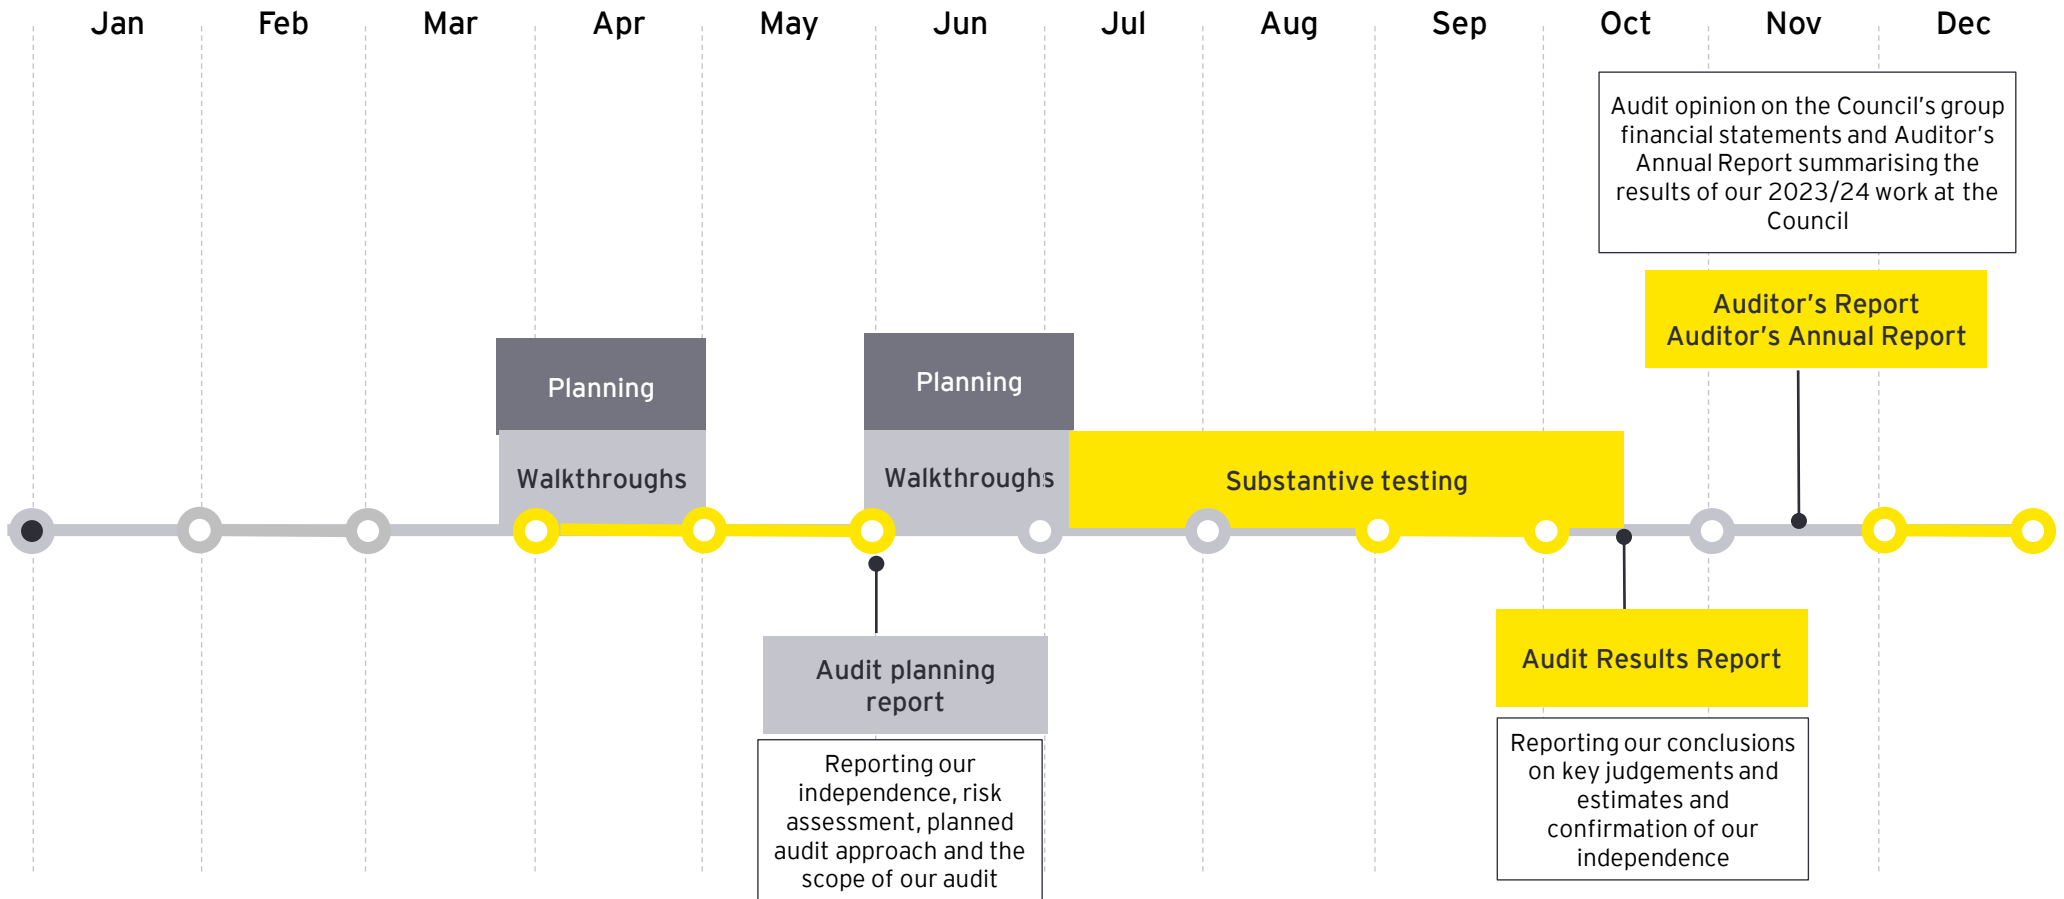 Jan Feb Mar Apr May Jun Jul Aug Sep Oct Nov Dec
Audit opinion on the Council's group
financial statements and Auditor's
Annual Report summarising the
results of our 2023/24 work at the
Council
Auditor's Report
Auditor's Annual Report
Planning
Walkthroughs
Planning
Walkthroughs
Substantive testing
Audit planning
report
Reporting our
independence, risk
assessment, planned
audit approach and the
scope of our audit
Audit Results Report
Reporting our conclusions
on key judgements and
estimates and
confirmation of our
independence